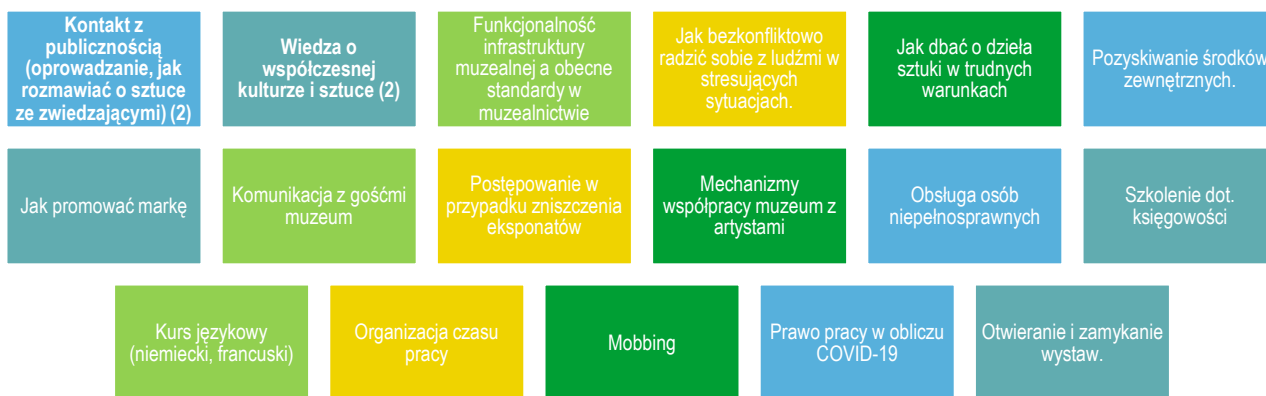 Kontakt z
publicznością
(oprowadzanie, jak
rozmawiać o sztuce
ze zwiedzającymi) (2)
Wiedza o
współczesnej
kulturze i sztuce (2)
Funkcjonalność
infrastruktury
muzealnej a obecne
standardy w
muzealnictwie
Jak bezkonfliktowo
radzić sobie z ludźmi w
stresujących
sytuacjach.
Jak dbać o dzieła
sztuki w trudnych
warunkach
Pozyskiwanie środków
zewnętrznych.
Jak promować markę
Komunikacja z gośćmi
muzeum
Postępowanie w
przypadku zniszczenia
eksponatów
Mechanizmy
współpracy muzeum z
artystami
Obsługa osób
niepełnosprawnych
Szkolenie dot.
księgowości
Kurs językowy
(niemiecki, francuski)
Organizacja czasu
pracy
Mobbing
Prawo pracy w obliczu
COVID-19
Otwieranie i zamykanie
wystaw.